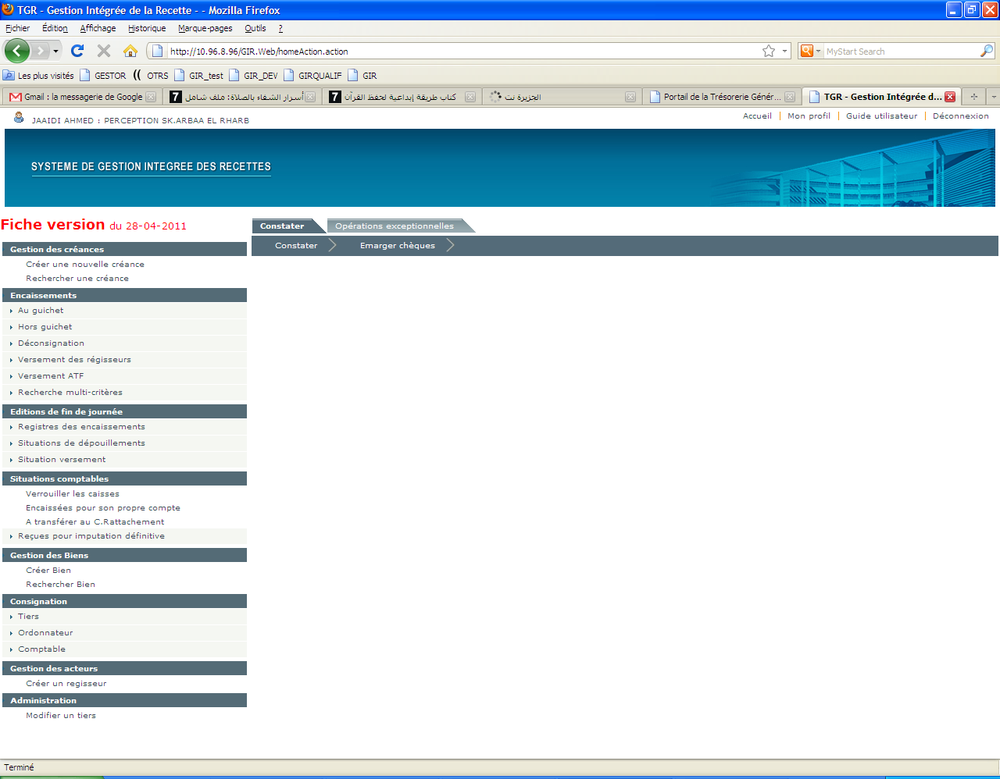 TGR - Gestion Intégrée de la Recette - - Mozilla Firefox
Fichier Édition Affichage Historique Marque-pages Outils ?
http://10.96.8.96/GIR.Web/homeAction.action MyStart Search
Les plus visités GESTOR OTRS GIR_test GIR_DEV GIRQUALIF GIR
Gmail : la messagerie de Google أسرار الشفاء بالصلاة: ملف شامل كتاب طريقة إبداعية لحفظ القرآن الجزيرة نت Portail de la Trésorerie Génér... TGR - Gestion Intégrée d...
JAAIDI AHMED : PERCEPTION SK.ARBAA EL RHARB
Accueil Mon profil Guide utilisateur Déconnexion
SYSTEME DE GESTION INTEGREE DES RECETTES
Fiche version du 28-04-2011
Constater Opérations exceptionnelles
Constater Emarger chèques
Gestion des créances
Créer une nouvelle créance
Rechercher une créance
Encaissements
Au guichet
Hors guichet
Déconsignation
Versement des régisseurs
Versement ATF
Recherche multi-critères
Editions de fin de journée
Registres des encaissements
Situations de dépouillements
Situation versement
Situations comptables
Verrouiller les caisses
Encaissées pour son propre compte
A transférer au C.Rattachement
Reçues pour imputation définitive
Gestion des Biens
Créer Bien
Rechercher Bien
Consignation
Tiers
Ordonnateur
Comptable
Gestion des acteurs
Créer un regisseur
Administration
Modifier un tiers
Terminé